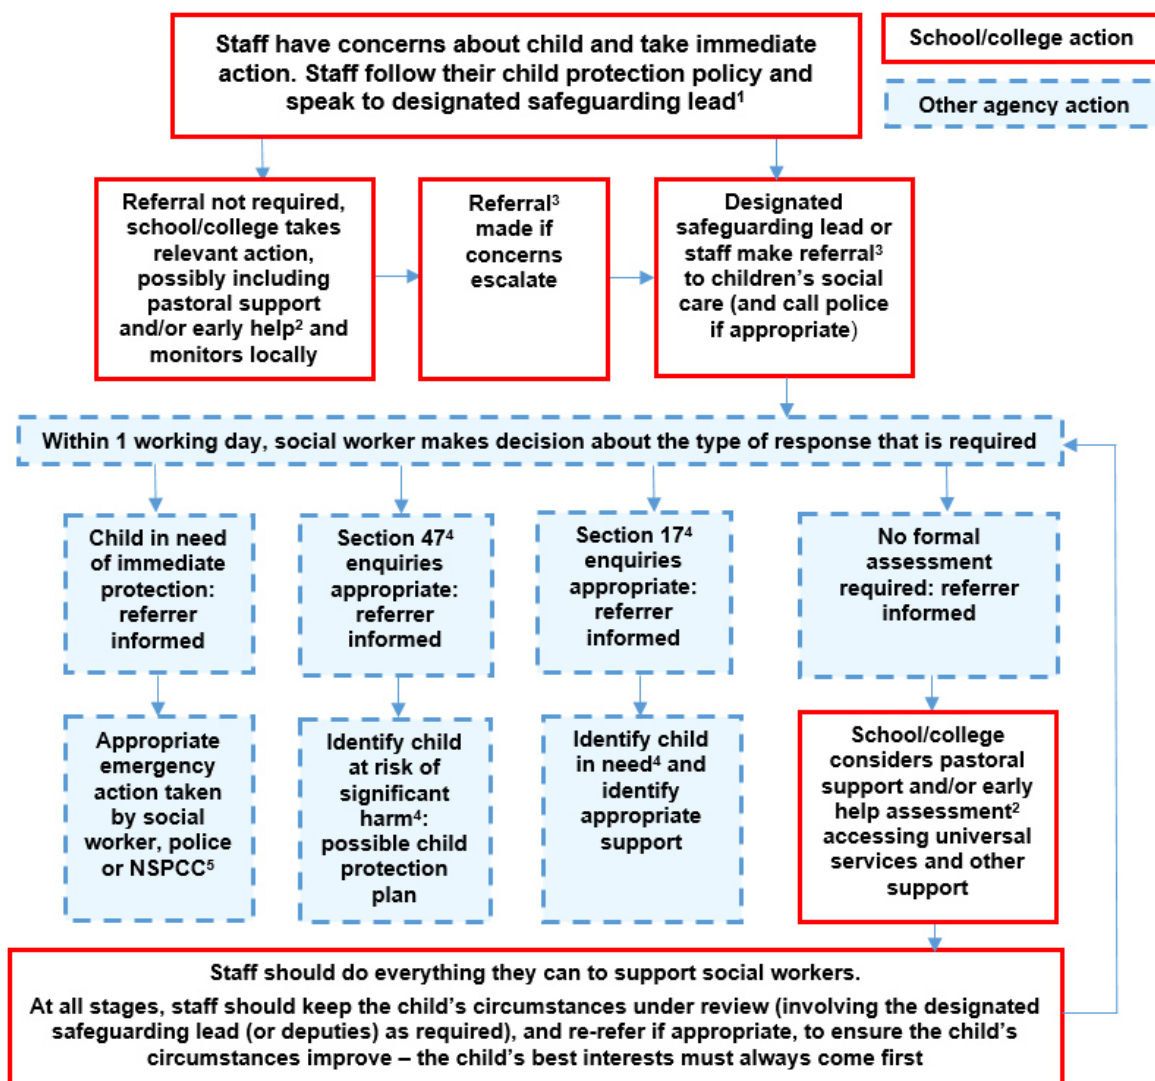 Staff have concerns about child and take immediate
action. Staff follow their child protection policy and
speak to designated safeguarding lead¹
School/college action
Other agency action
Referral not required,
school/college takes
relevant action,
possibly including
pastoral support
and/or early help² and
monitors locally
Referral³
made if
concerns
escalate
Designated
safeguarding lead or
staff make referral³
to children’s social
care (and call police
if appropriate)
Within 1 working day, social worker makes decision about the type of response that is required
Child in need
of immediate
protection:
referrer
informed
Section 47⁴
enquiries
appropriate:
referrer
informed
Section 17⁴
enquiries
appropriate:
referrer
informed
No formal
assessment
required: referrer
informed
Appropriate
emergency
action taken
by social
worker, police
or NSPCC⁵
Identify child
at risk of
significant
harm⁴:
possible child
protection
plan
Identify child
in need⁴ and
identify
appropriate
support
School/college
considers pastoral
support and/or early
help assessment²
accessing universal
services and other
support
Staff should do everything they can to support social workers.
At all stages, staff should keep the child’s circumstances under review (involving the designated
safeguarding lead (or deputies) as required), and re-refer if appropriate, to ensure the child’s
circumstances improve – the child’s best interests must always come first